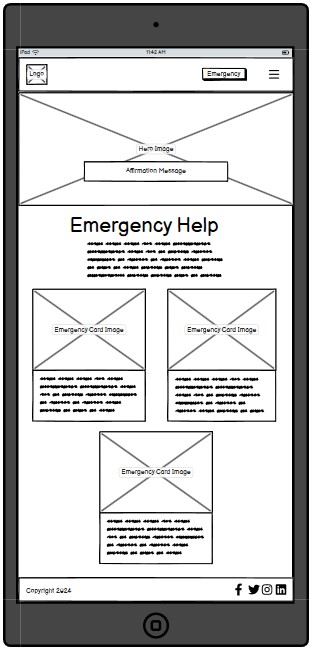 iPad 11:42 AM
Logo Emergency
Hero Image
Affirmation Message
Emergency Help
Emergency Card Image Emergency Card Image
Emergency Card Image
Copyright 2024